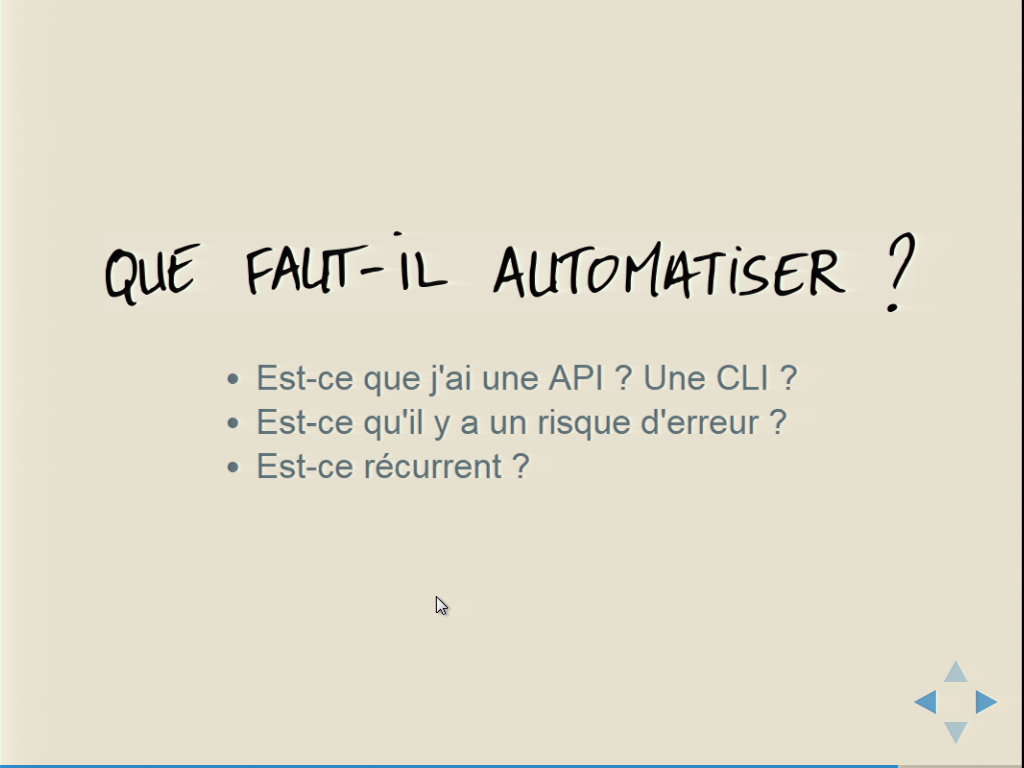 QUE FAUT-IL AUTOMATISER ?
• Est-ce que j'ai une API ? Une CLI ?
• Est-ce qu'il y a un risque d'erreur ?
• Est-ce récurrent ?